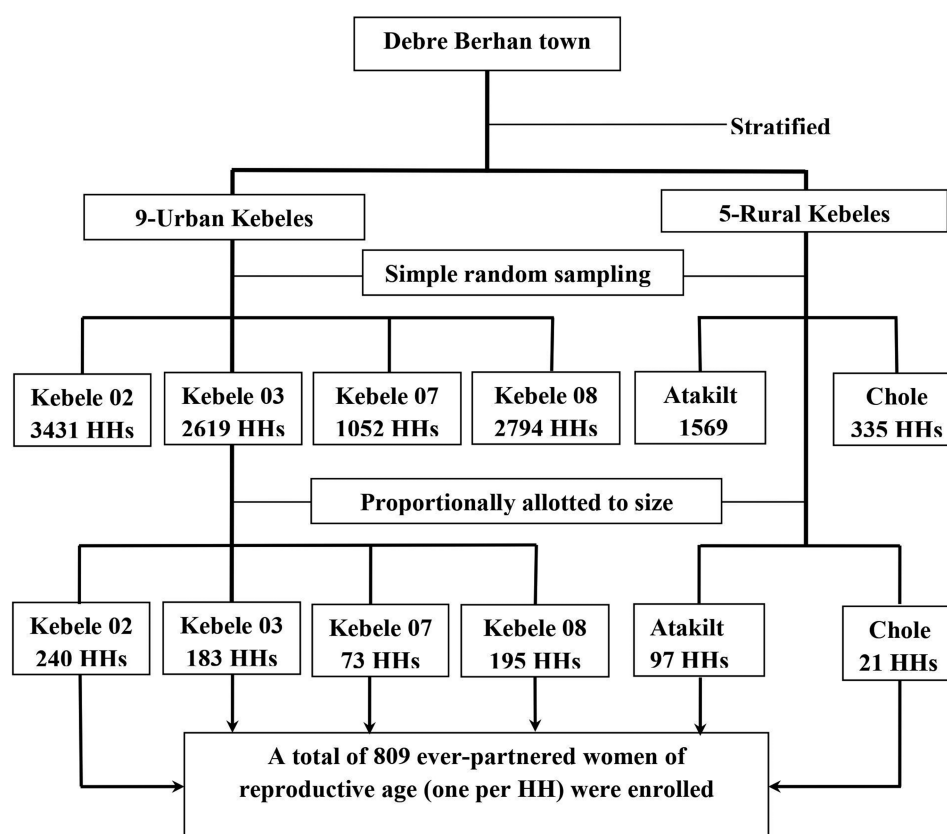 Debre Berhan town
Stratified
9-Urban Kebeles
5-Rural Kebeles
Simple random sampling
Kebele 02
3431 HHs
Kebele 03
2619 HHs
Kebele 07
1052 HHs
Kebele 08
2794 HHs
Atakilt
1569
Chole
335 HHs
Proportionally allotted to size
Kebele 02
240 HHs
Kebele 03
183 HHs
Kebele 07
73 HHs
Kebele 08
195 HHs
Atakilt
97 HHs
Chole
21 HHs
A total of 809 ever-partnered women of
reproductive age (one per HH) were enrolled